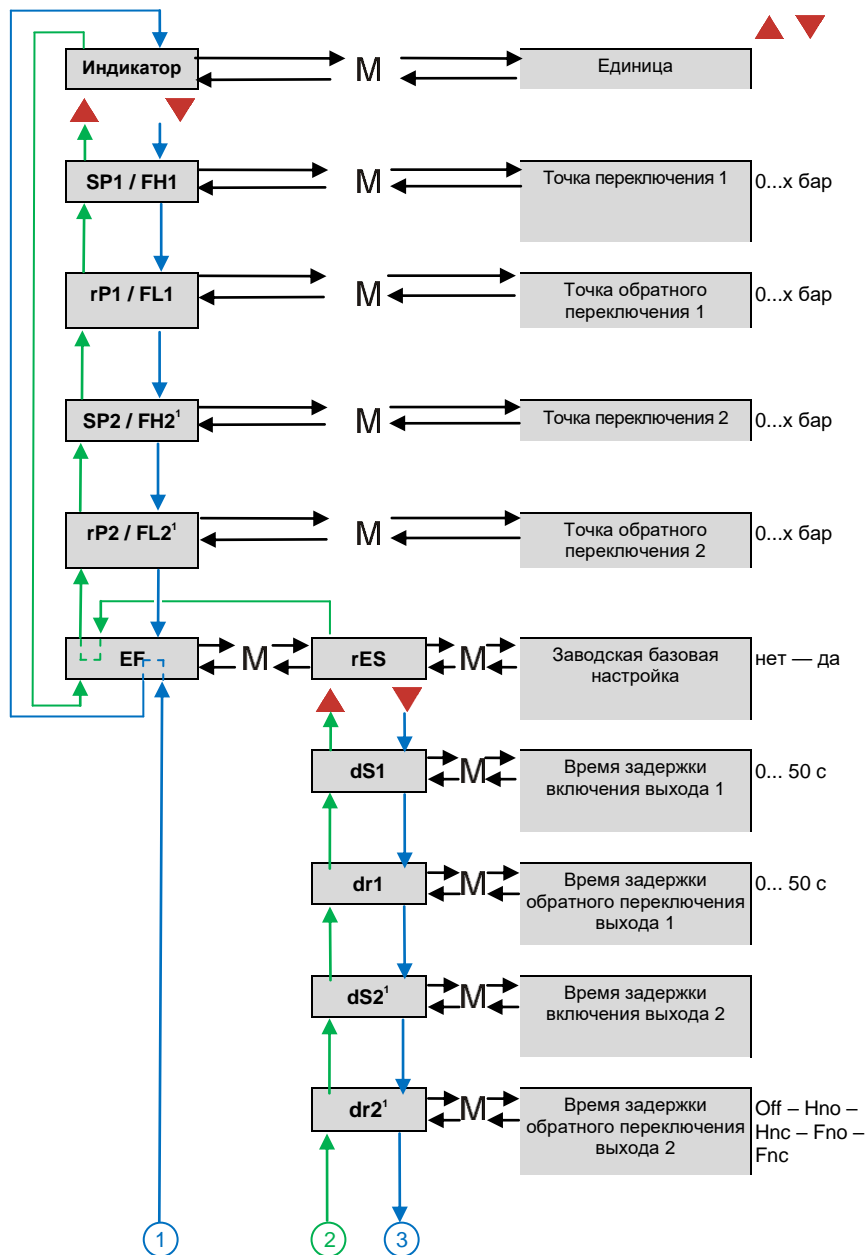 Индикатор
M
Единица
SP1 / FH1
M
Точка переключения 1
0...x бар
rP1 / FL1
M
Точка обратного
переключения 1
0...x бар
SP2 / FH2¹
M
Точка переключения 2
0...x бар
rP2 / FL2¹
M
Точка обратного
переключения 2
0...x бар
EF
M
rES
M
Заводская базовая
настройка
нет — да
dS1
M
Время задержки
включения выхода 1
0... 50 с
dr1
M
Время задержки
обратного переключения
выхода 1
0... 50 с
dS2¹
M
Время задержки
включения выхода 2
dr2¹
M
Время задержки
обратного переключения
выхода 2
Off – Hno –
Hnc – Fno –
Fnc
1
2
3